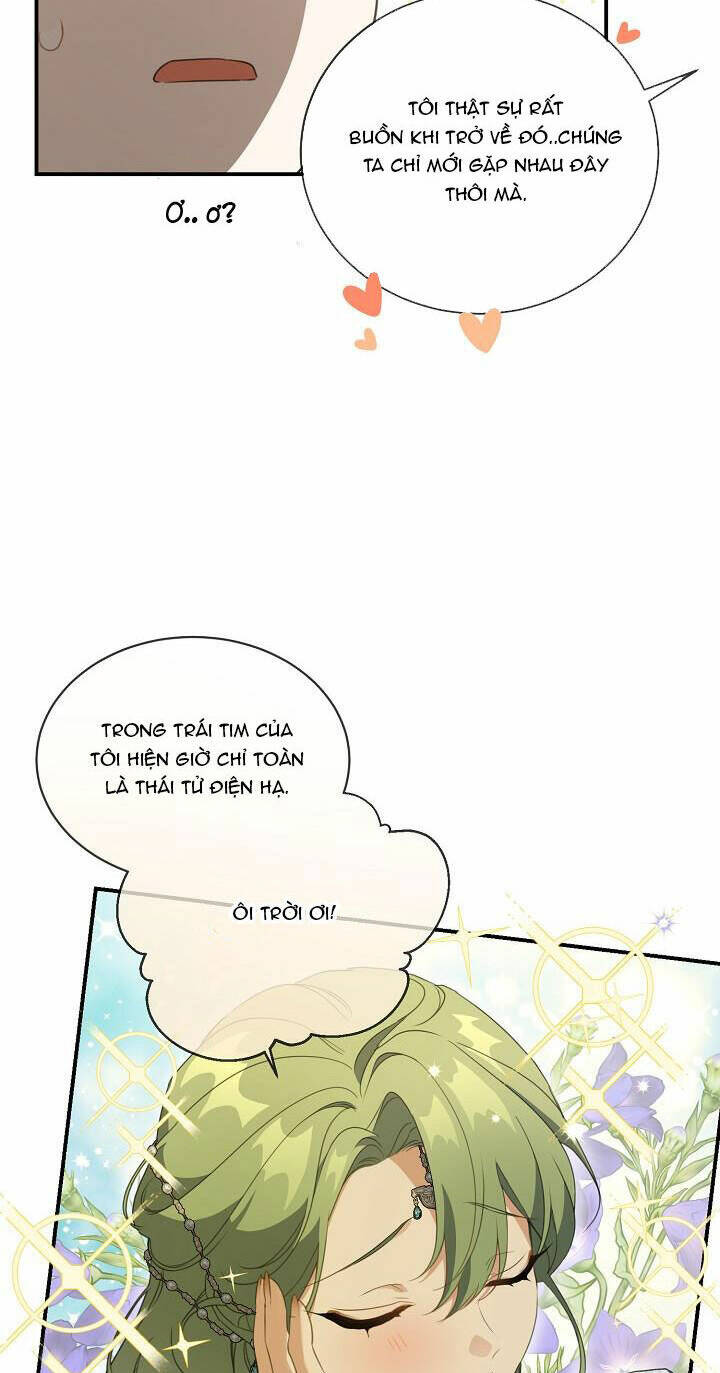 TÔI THẬT SỰ RẤT
BUỒN KHI TRỞ VỀ ĐÓ..CHÚNG
TA CHỈ MỚI GẶP NHAU ĐÂY
THÔI MÀ.
Ơ.. ơ?
TRONG TRÁI TIM CỦA
TÔI HIỆN GIỜ CHỈ TOÀN
LÀ THÁI TỬ ĐIỆN HẠ.
ÔI TRỜI ƠI!